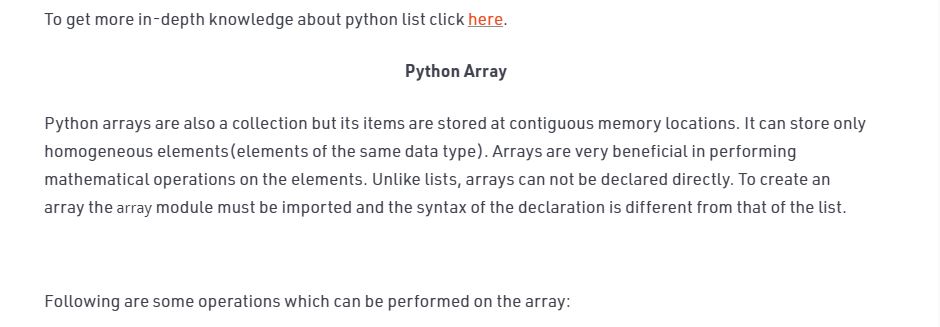 To get more in-depth knowledge about python list click here.
Python Array
Python arrays are also a collection but its items are stored at contiguous memory locations. It can store only
homogeneous elements(elements of the same data type). Arrays are very beneficial in performing
mathematical operations on the elements. Unlike lists, arrays can not be declared directly. To create an
array the array module must be imported and the syntax of the declaration is different from that of the list.
Following are some operations which can be performed on the array: